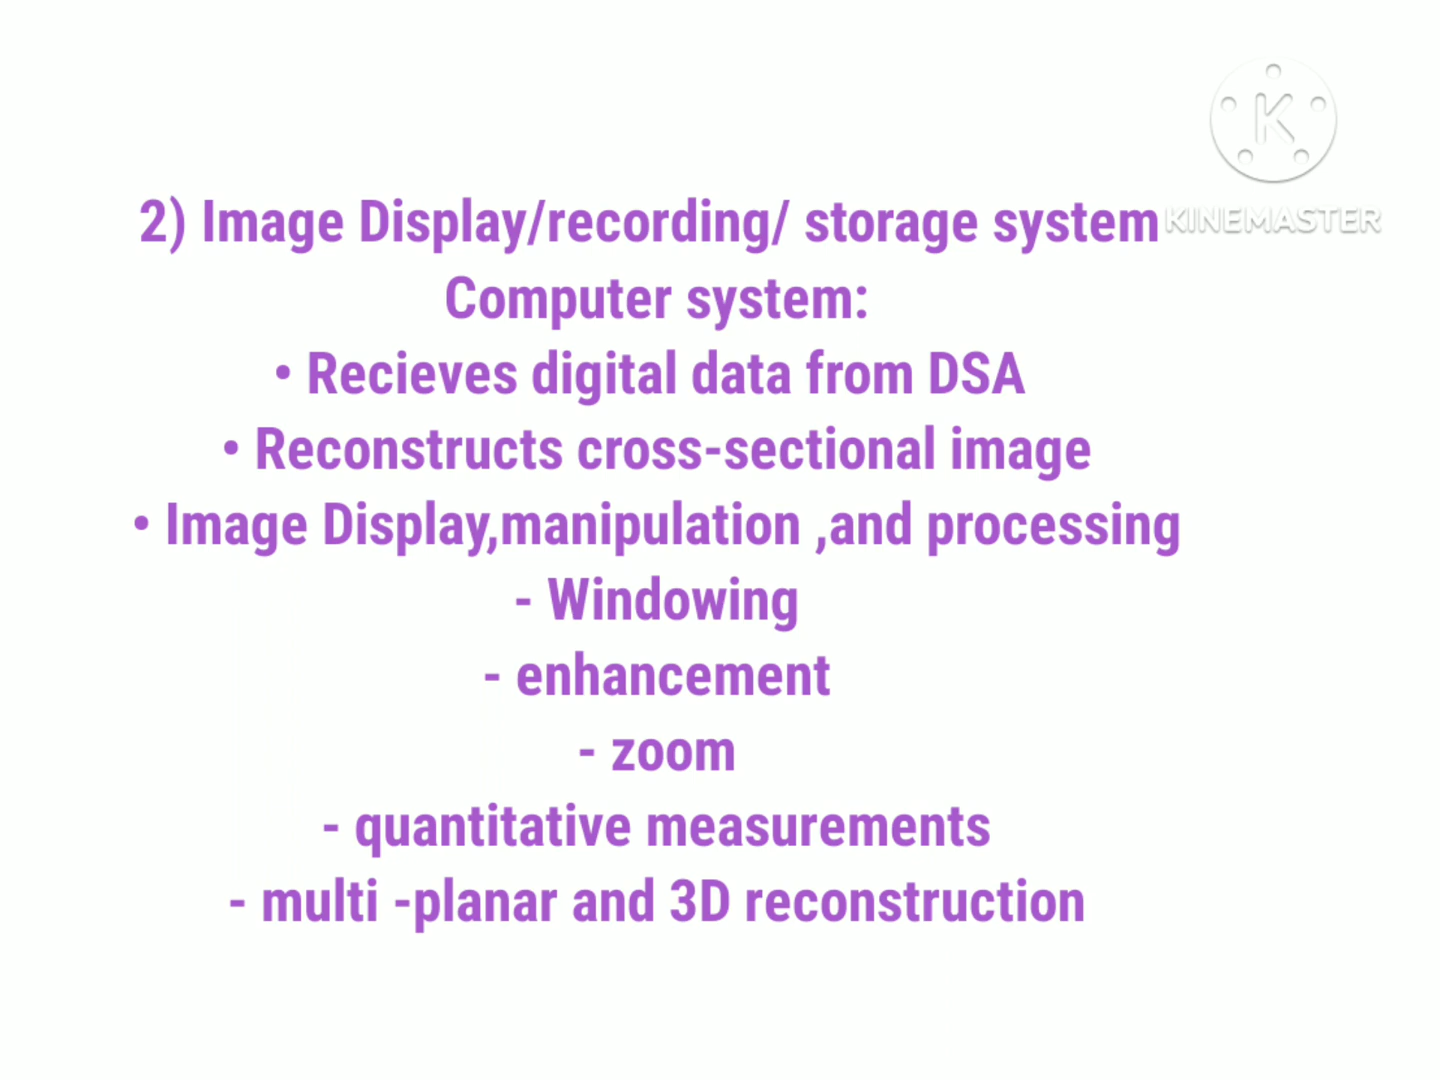 2) Image Display/recording/ storage system
KINEMASTER
Computer system:
• Recieves digital data from DSA
• Reconstructs cross-sectional image
• Image Display,manipulation ,and processing
- Windowing
- enhancement
- zoom
- quantitative measurements
- multi -planar and 3D reconstruction